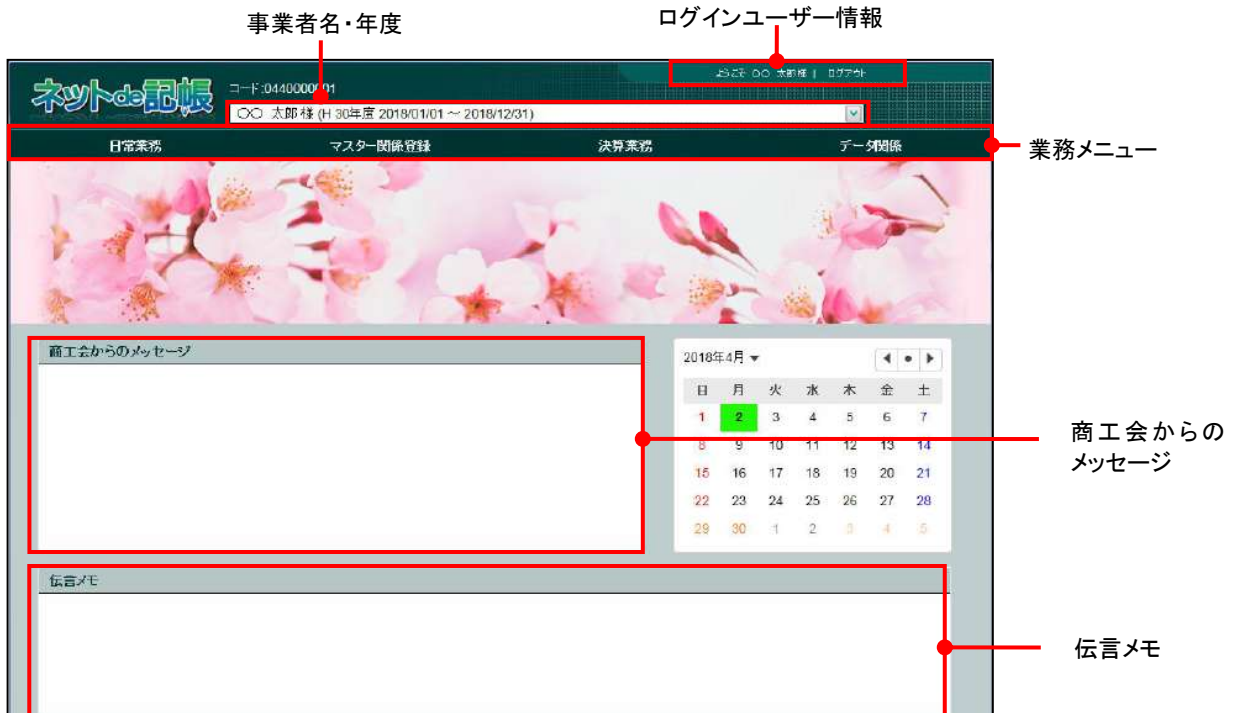 事業者名・年度
ログインユーザー情報
ようこそ 〇〇 太郎様 | ログアウト
ネットde記帳
コード:0440000001
〇〇 太郎 様 (H 30年度 2018/01/01 ～ 2018/12/31)
日常業務 マスター関係登録 決算業務 データ関係
業務メニュー
商工会からのメッセージ
2018年4月 ▼
日 月 火 水 木 金 土
1 2 3 4 5 6 7
8 9 10 11 12 13 14
15 16 17 18 19 20 21
22 23 24 25 26 27 28
29 30 1 2 3 4 5
商工会からの
メッセージ
伝言メモ
伝言メモ